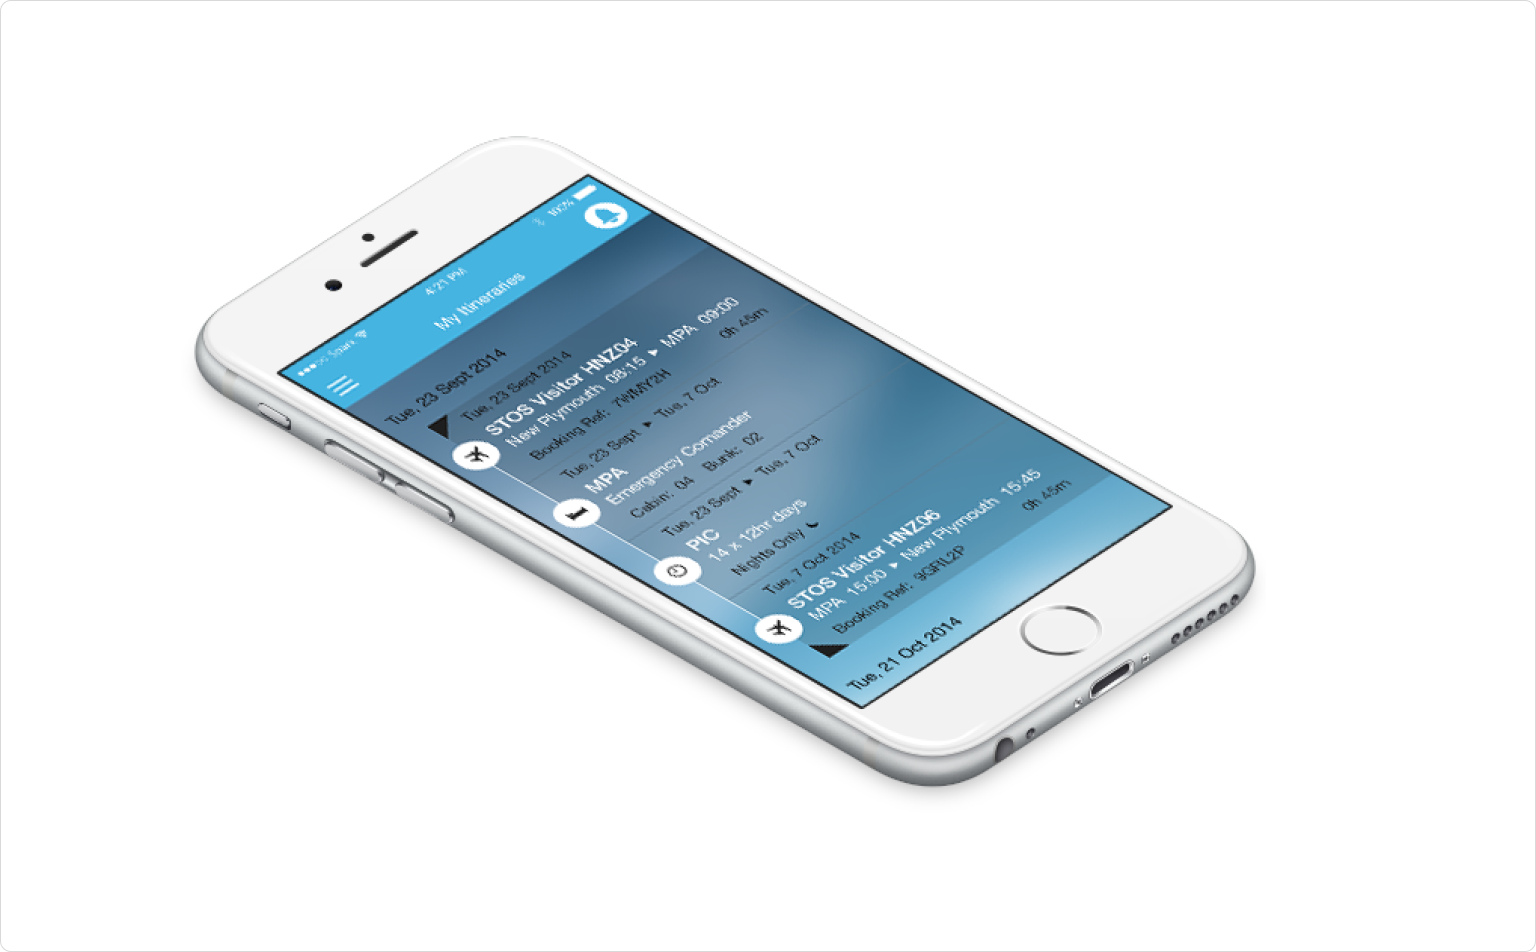 Spark 4:21 PM 100%
My Itineraries
Tue, 23 Sept 2014
Tue, 23 Sept 2014
STOS Visitor HNZ04
New Plymouth 08:15 ▶ MPA 09:00
Booking Ref: 7WMY2H 0h 45m
Tue, 23 Sept ▶ Tue, 7 Oct
MPA
Emergency Comander
Cabin: 04 Bunk: 02
Tue, 23 Sept ▶ Tue, 7 Oct
PIC
14 x 12hr days
Nights Only
Tue, 7 Oct 2014
STOS Visitor HNZ06
MPA 15:00 ▶ New Plymouth 15:45
Booking Ref: 9GRL2P 0h 45m
Tue, 21 Oct 2014